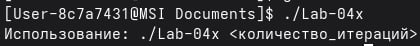 [User-8c7a7431@MSI Documents]$ ./Lab-04x
Использование: ./Lab-04x <количество_итераций>